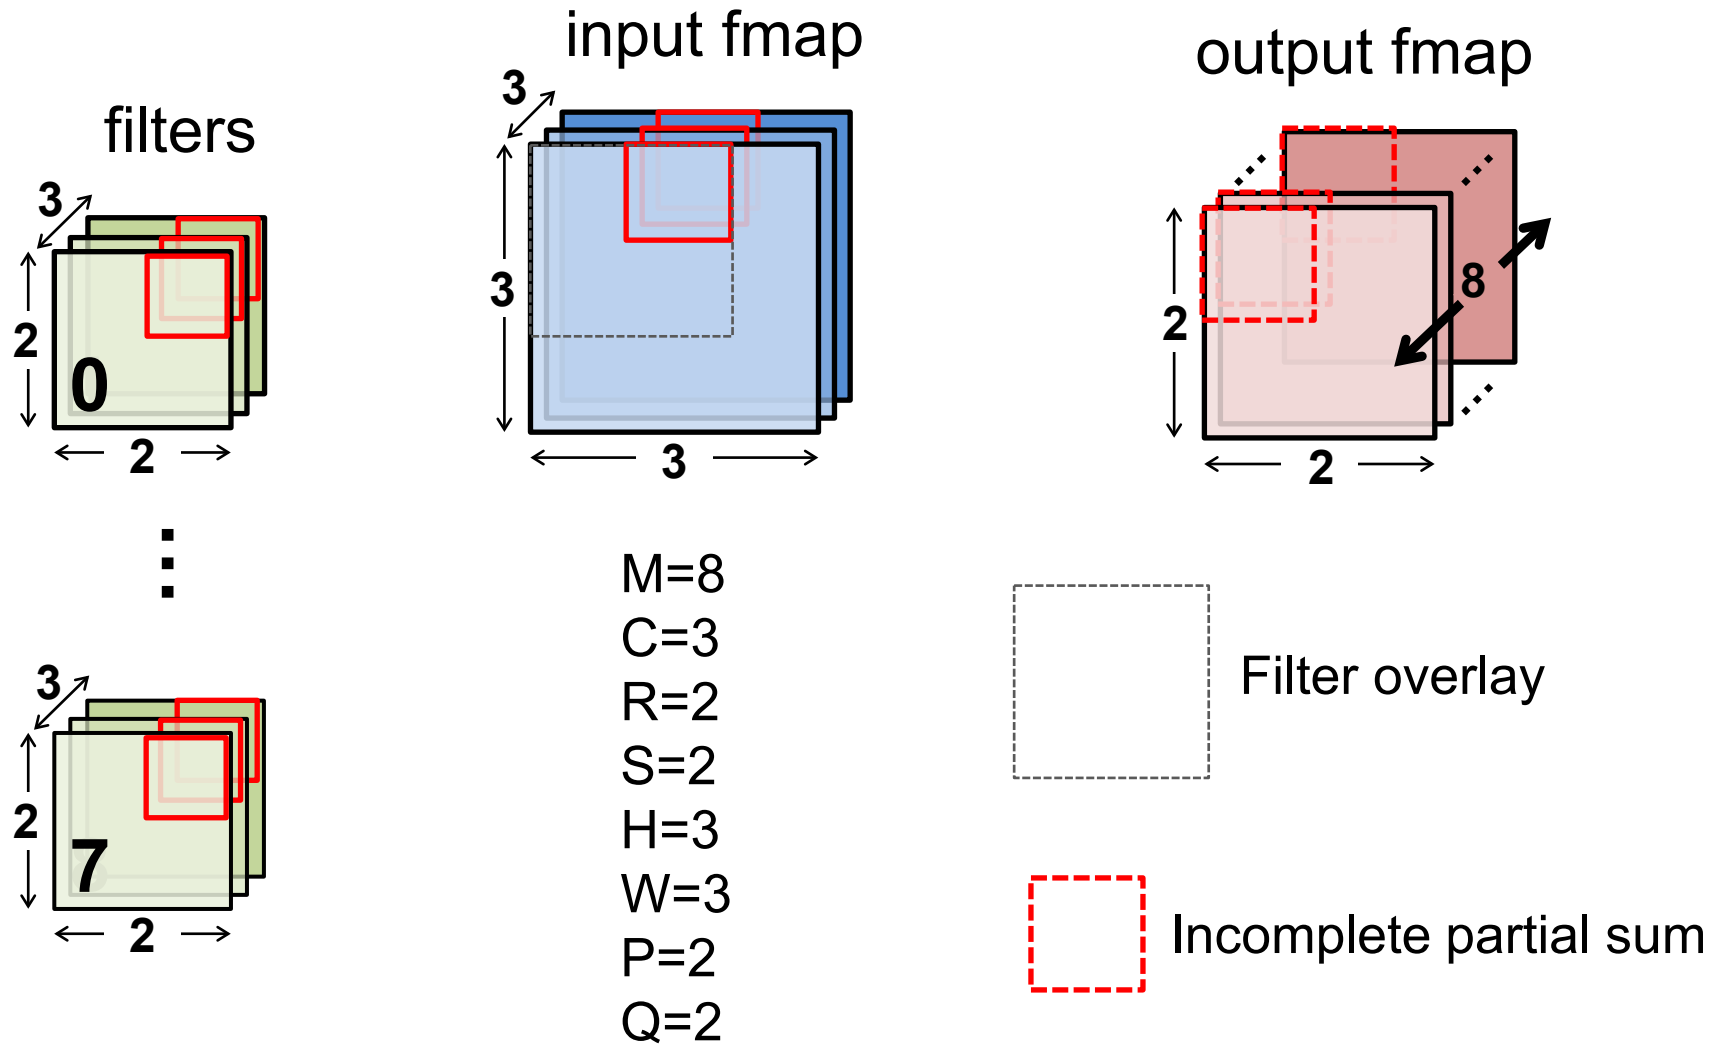 input fmap
output fmap
filters
3
2
0
2
3
3
3
2
8
2
3
2
7
2
M=8
C=3
R=2
S=2
H=3
W=3
P=2
Q=2
Filter overlay
Incomplete partial sum